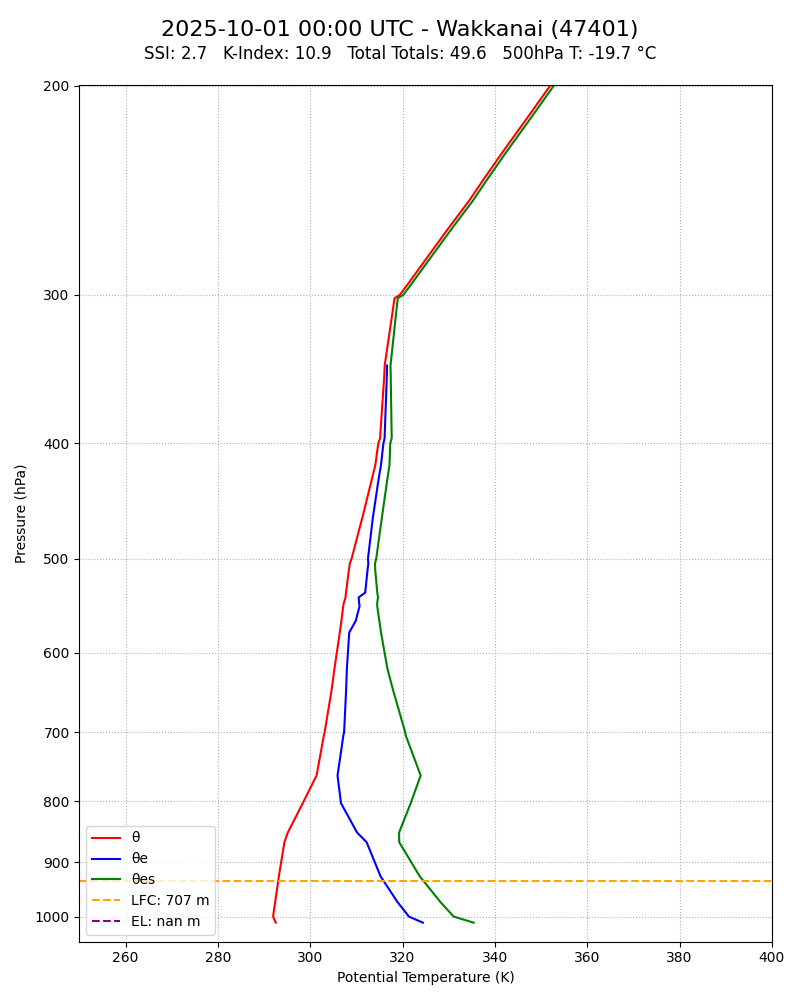 2025-10-01 00:00 UTC - Wakkanai (47401)
SSI: 2.7 K-Index: 10.9 Total Totals: 49.6 500hPa T: -19.7 °C
200
300
400
500
600
700
800
900
1000
Pressure (hPa)
θ
θe
θes
LFC: 707 m
EL: nan m
260 280 300 320 340 360 380 400
Potential Temperature (K)